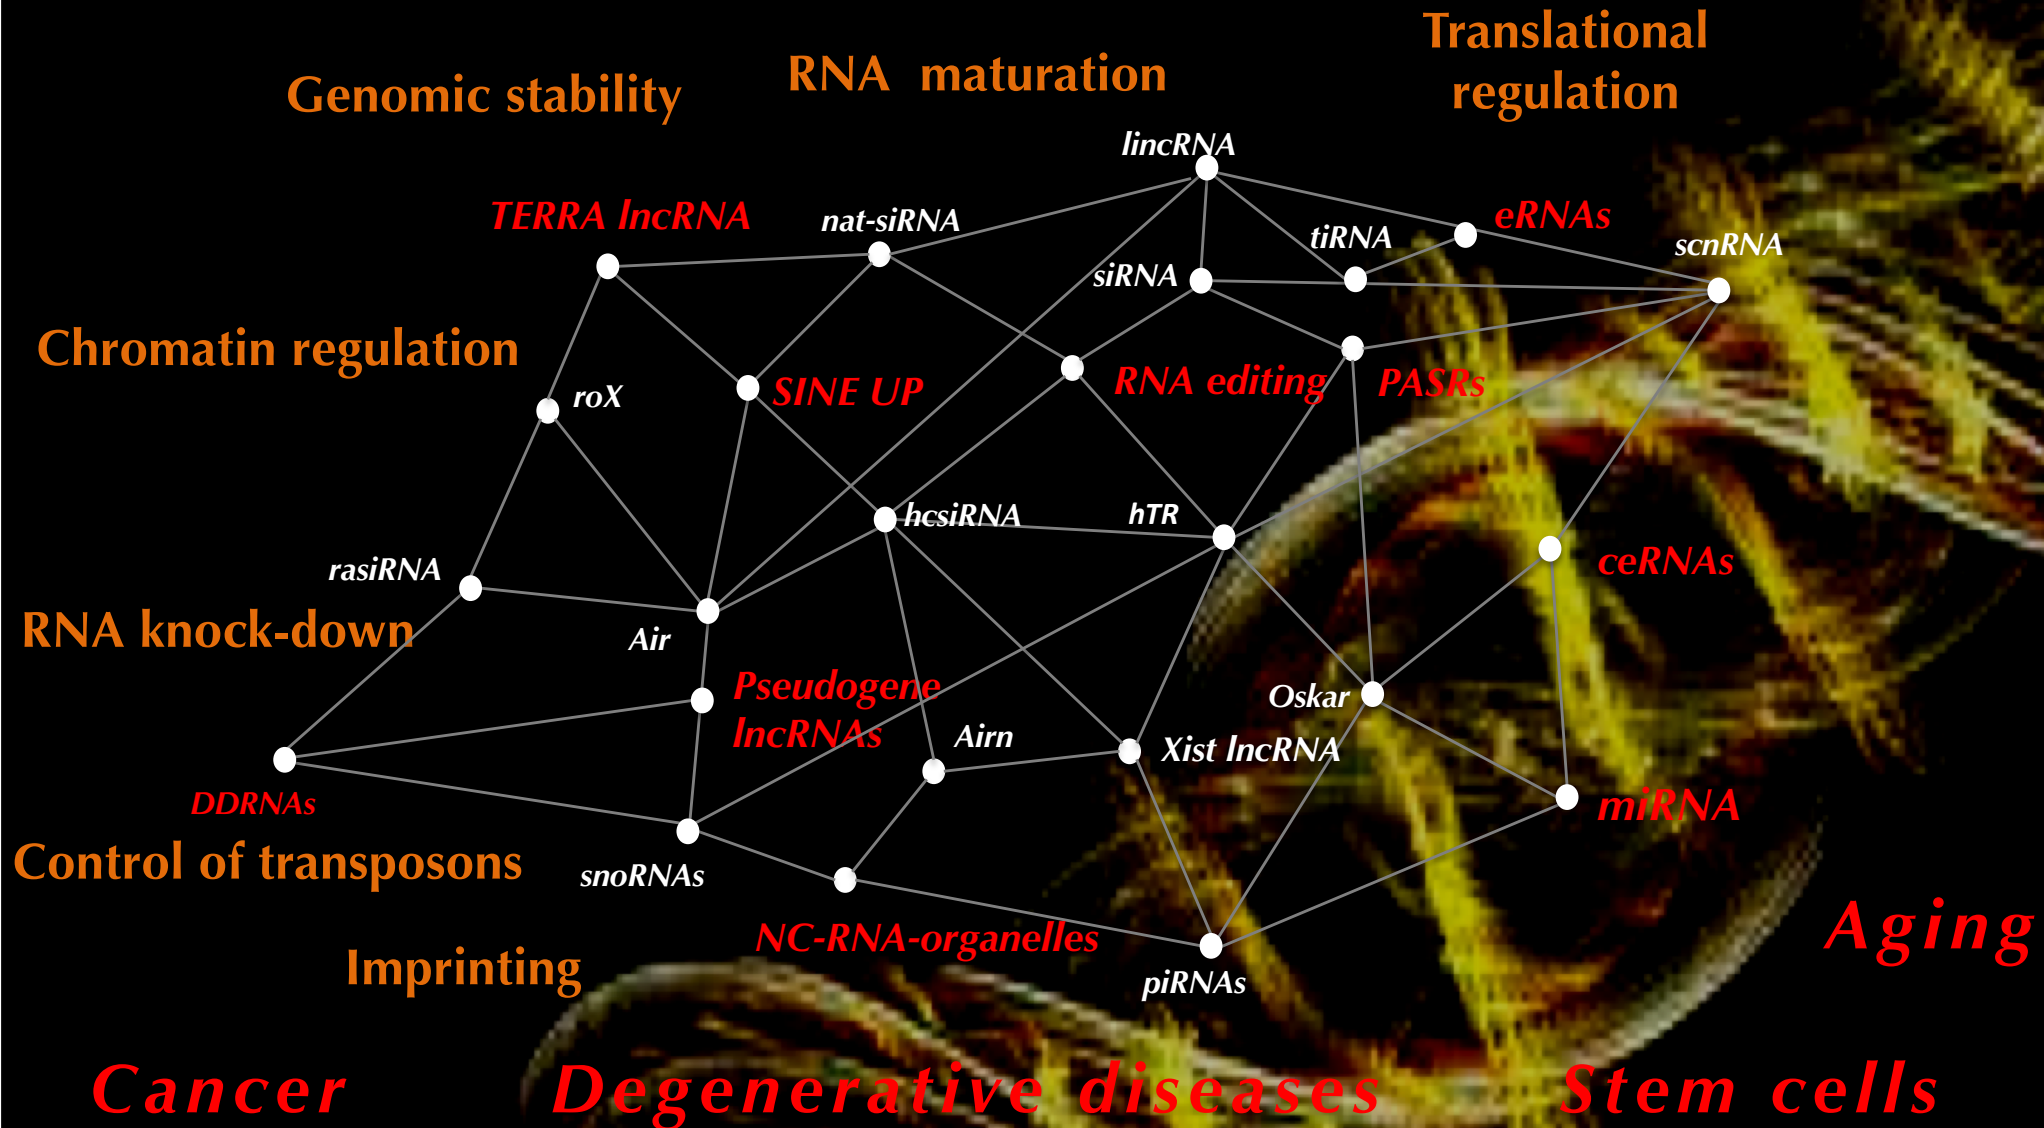 Translational
regulation
RNA maturation
Genomic stability
lincRNA
TERRA lncRNA
nat-siRNA
eRNAs
tiRNA
scnRNA
siRNA
Chromatin regulation
roX
SINE UP
RNA editing
PASRs
hcsiRNA
hTR
rasiRNA
ceRNAs
RNA knock-down
Air
Pseudogene
lncRNAs
Oskar
Airn
Xist lncRNA
DDRNAs
miRNA
Control of transposons
snoRNAs
NC-RNA-organelles
Aging
Imprinting
piRNAs
Cancer
Degenerative diseases
Stem cells